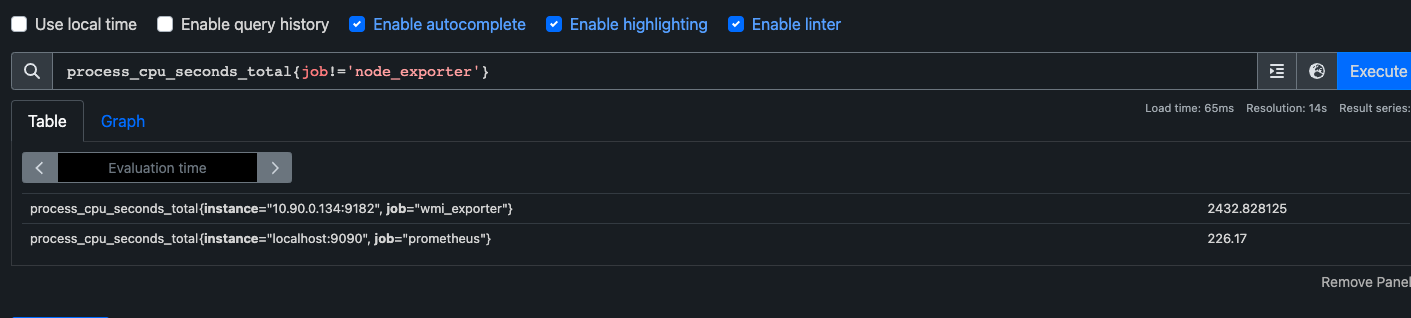 Use local time Enable query history Enable autocomplete Enable highlighting Enable linter
process_cpu_seconds_total{job!='node_exporter'} Execute
Load time: 65ms Resolution: 14s Result series:
Table Graph
Evaluation time
process_cpu_seconds_total{instance="10.90.0.134:9182", job="wmi_exporter"} 2432.828125
process_cpu_seconds_total{instance="localhost:9090", job="prometheus"} 226.17
Remove Panel